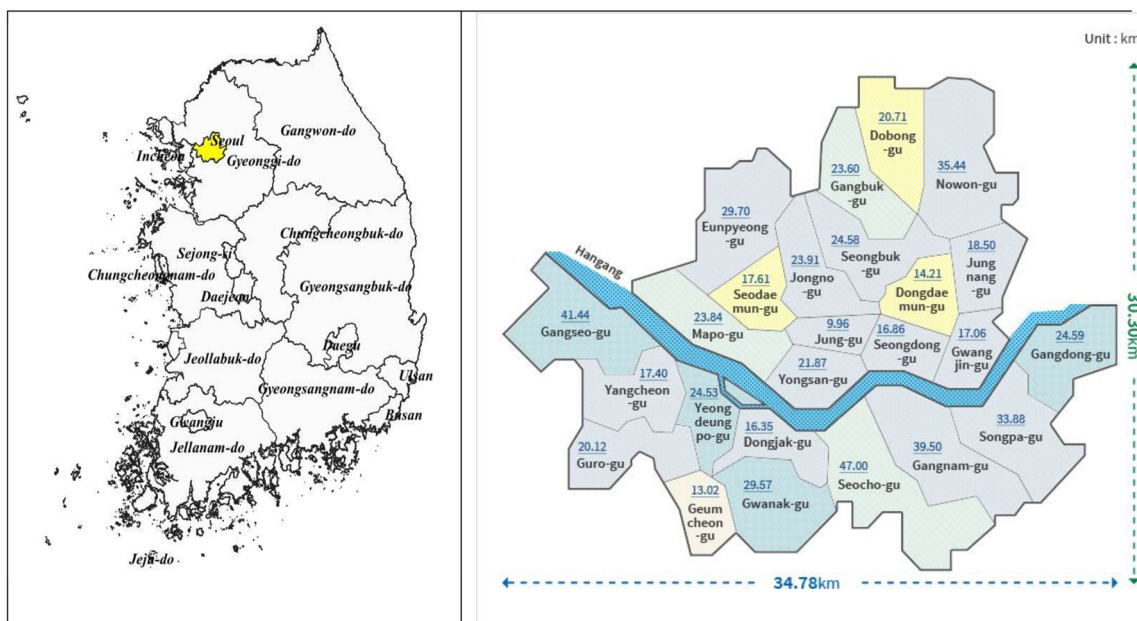 Seoul
Gangwon-do
Incheon
Gyeonggi-do
Chungcheongbuk-do
Sejong-si
Chungcheongnam-do
Daejeon
Gyeongsangbuk-do
Daegu
Jeollabuk-do
Ulsan
Gyeongsangnam-do
Busan
Gwangju
Jellanam-do
Jeju-do
Unit : km
20.71
Dobong
-gu
35.44
Nowon-gu
23.60
Gangbuk
-gu
29.70
Eunpyeong
-gu
24.58
Seongbuk
-gu
18.50
Jung
nang-gu
23.91
Jongno
-gu
Hangang
17.61
Seodae
mun-gu
14.21
Dongdae
mun-gu
41.44
Gangseo-gu
23.84
Mapo-gu
9.96
Jung-gu
16.86
Seongdong
-gu
17.06
Gwang
jin-gu
24.59
Gangdong-gu
21.87
Yongsan-gu
17.40
Yangcheon
-gu
24.53
Yeong
deung
po-gu
33.88
Songpa-gu
16.35
Dongjak-gu
20.12
Guro-gu
39.50
Gangnam-gu
47.00
Seocho-gu
13.02
Geum
cheon
-gu
29.57
Gwanak-gu
30.30km
34.78km